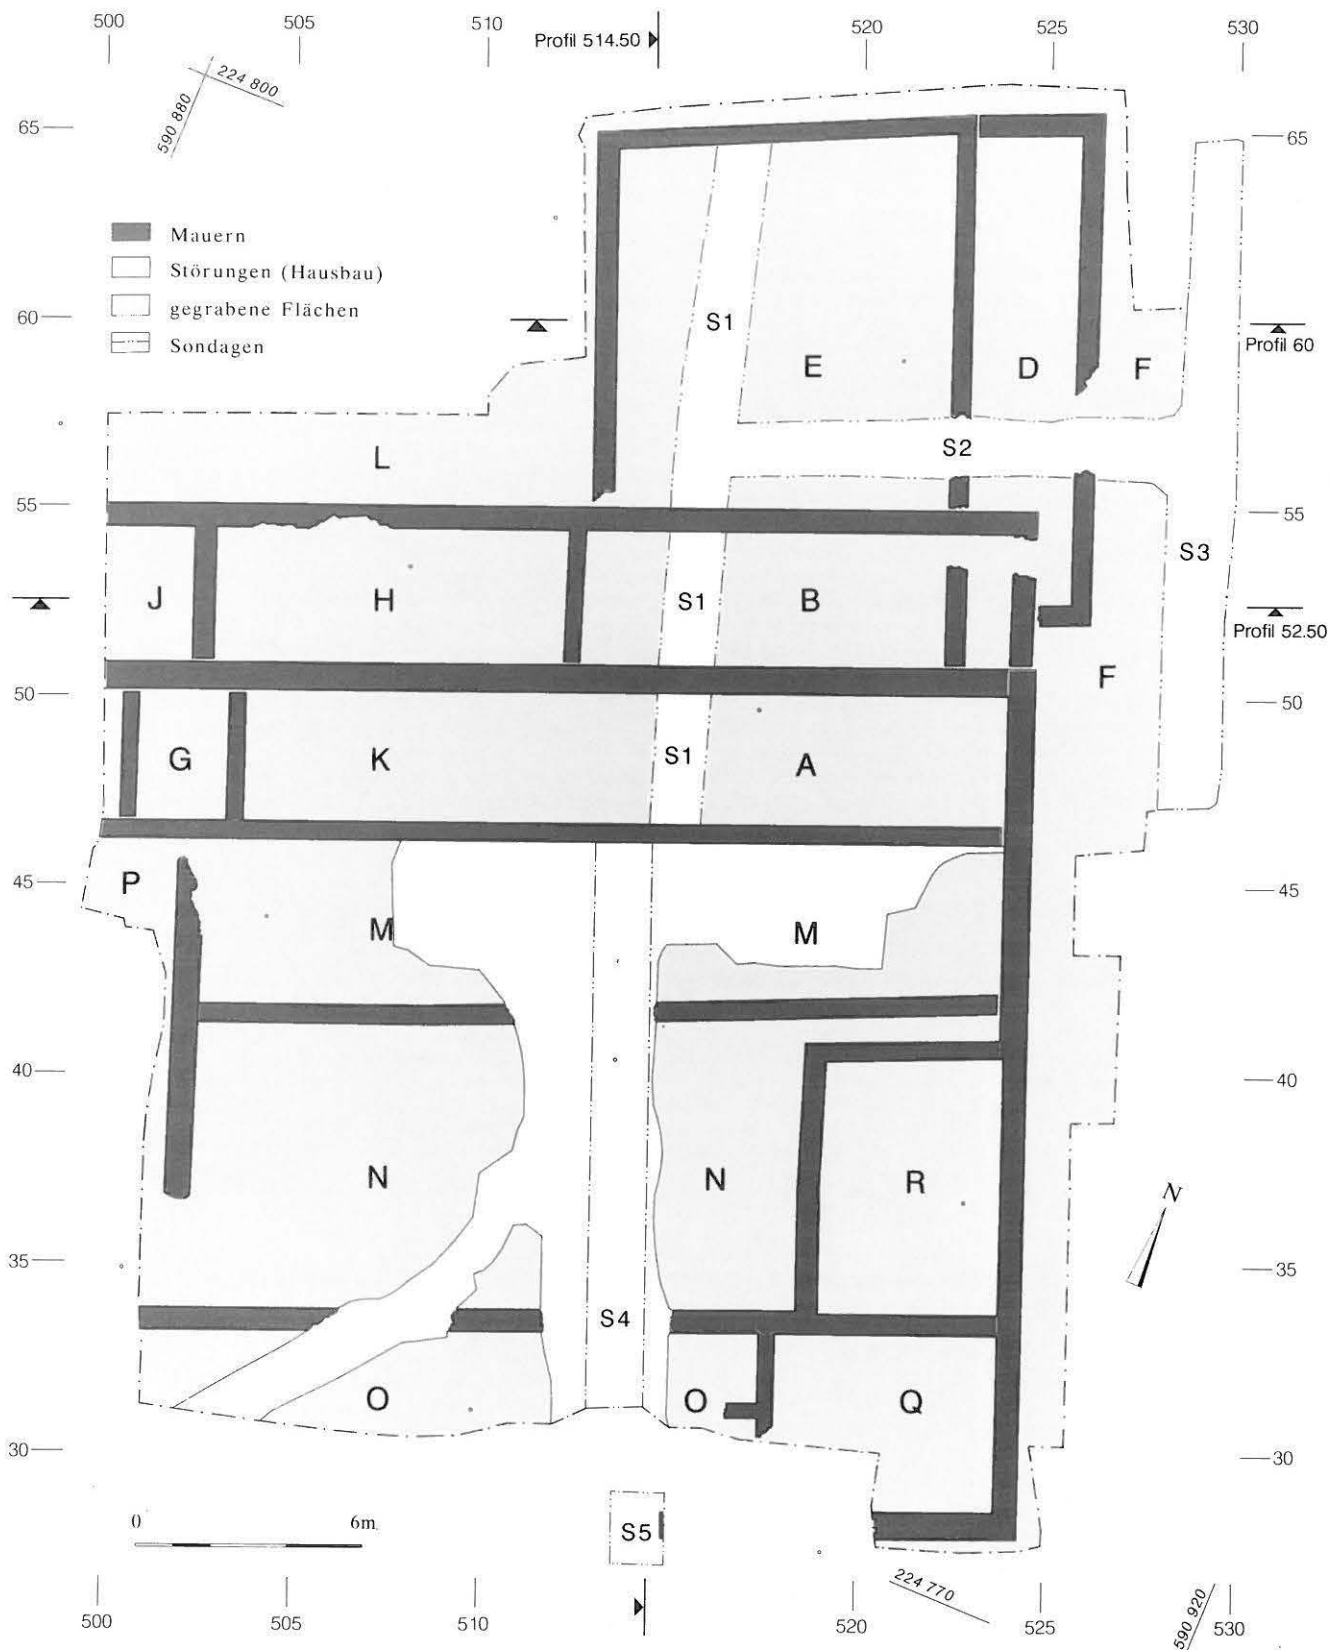 500 505 510 Profil 514.50 520 525 530
224 800
590 880
65 65
Mauern
Störungen (Hausbau)
gegrabene Flächen
Sondagen
60 S1 Profil 60
E D F
L S2
55 55
S3
J H S1 B
Profil 52.50
F
50 50
G K S1 A
45 P 45
M M
40 40
N N R
N
35 35
S4
O O Q
30 30
0 6m
S5
224 770
590 920
500 505 510 520 525 530